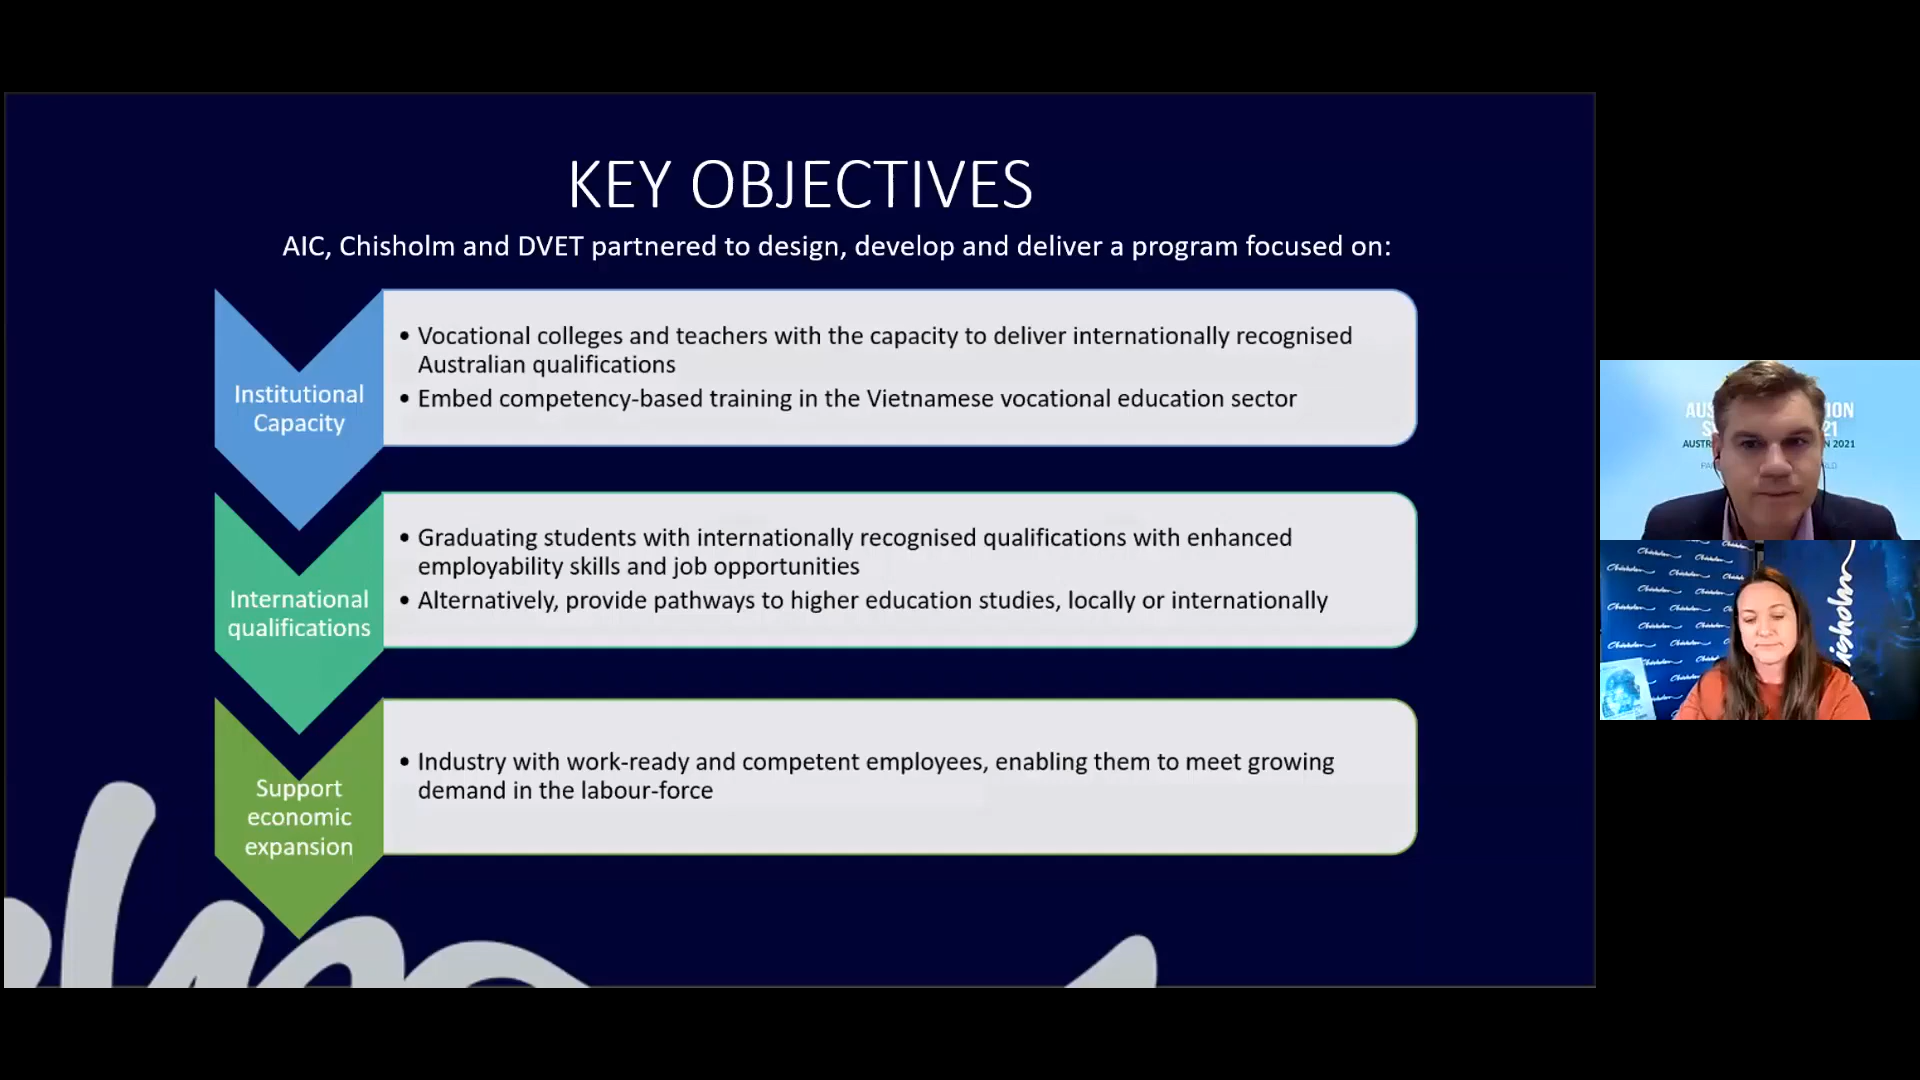 KEY OBJECTIVES
AIC, Chisholm and DVET partnered to design, develop and deliver a program focused on:
Institutional
Capacity
• Vocational colleges and teachers with the capacity to deliver internationally recognised
Australian qualifications
• Embed competency-based training in the Vietnamese vocational education sector
International
qualifications
• Graduating students with internationally recognised qualifications with enhanced
employability skills and job opportunities
• Alternatively, provide pathways to higher education studies, locally or internationally
Support
economic
expansion
• Industry with work-ready and competent employees, enabling them to meet growing
demand in the labour-force
2021
Chisholm